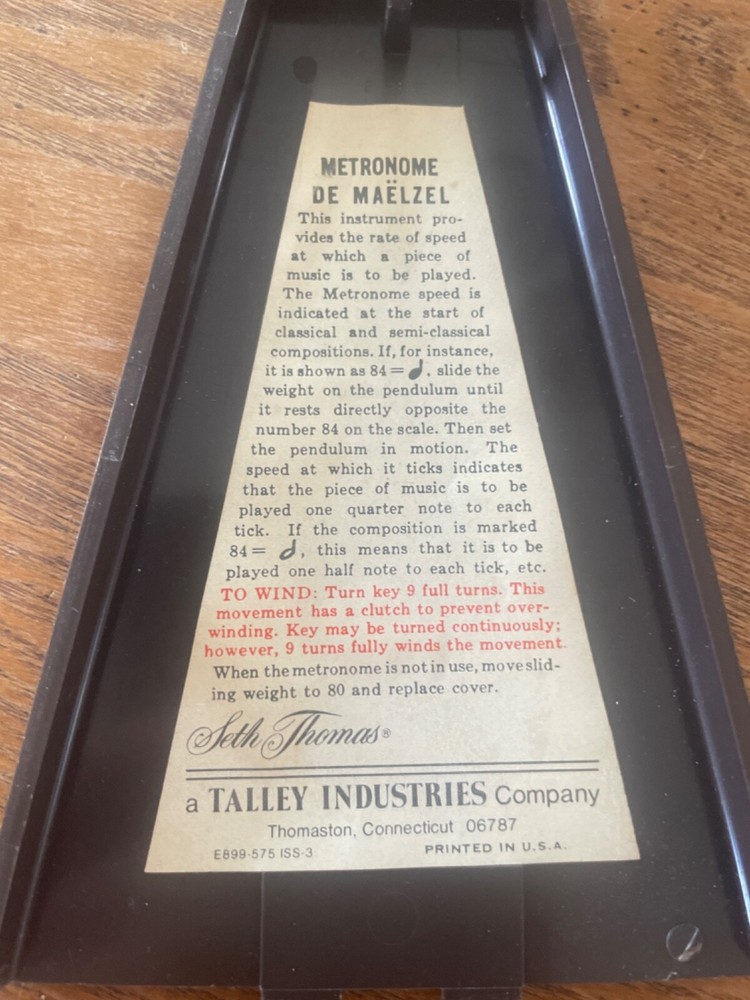 METRONOME
DE MAËLZEL
This instrument pro-
vides the rate of speed
at which a piece of
music is to be played.
The Metronome speed is
indicated at the start of
classical and semi-classical
compositions. If, for instance,
it is shown as 84 = ♩, slide the
weight on the pendulum until
it rests directly opposite the
number 84 on the scale. Then set
the pendulum in motion. The
speed at which it ticks indicates
that the piece of music is to be
played one quarter note to each
tick. If the composition is marked
84 = 𝅗𝅥, this means that it is to be
played one half note to each tick, etc.
TO WIND: Turn key 9 full turns. This
movement has a clutch to prevent over-
winding. Key may be turned continuously;
however, 9 turns fully winds the movement.
When the metronome is not in use, move slid-
ing weight to 80 and replace cover.
Seth Thomas®
a TALLEY INDUSTRIES Company
Thomaston, Connecticut 06787
E899-575 ISS-3 PRINTED IN U.S.A.